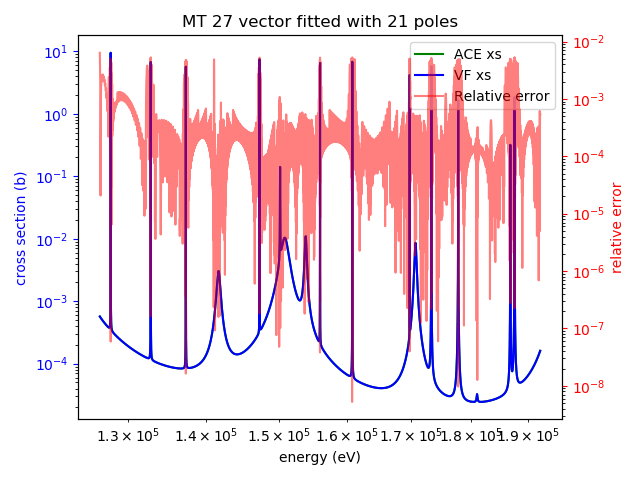 MT 27 vector fitted with 21 poles
ACE xs
VF xs
Relative error
10¹
10⁰
10⁻¹
10⁻²
10⁻³
10⁻⁴
cross section (b)
10⁻²
10⁻³
10⁻⁴
10⁻⁵
10⁻⁶
10⁻⁷
10⁻⁸
relative error
1.3 × 10⁵ 1.4 × 10⁵ 1.5 × 10⁵ 1.6 × 10⁵ 1.7 × 10⁵ 1.8 × 10⁵ 1.9 × 10⁵
energy (eV)